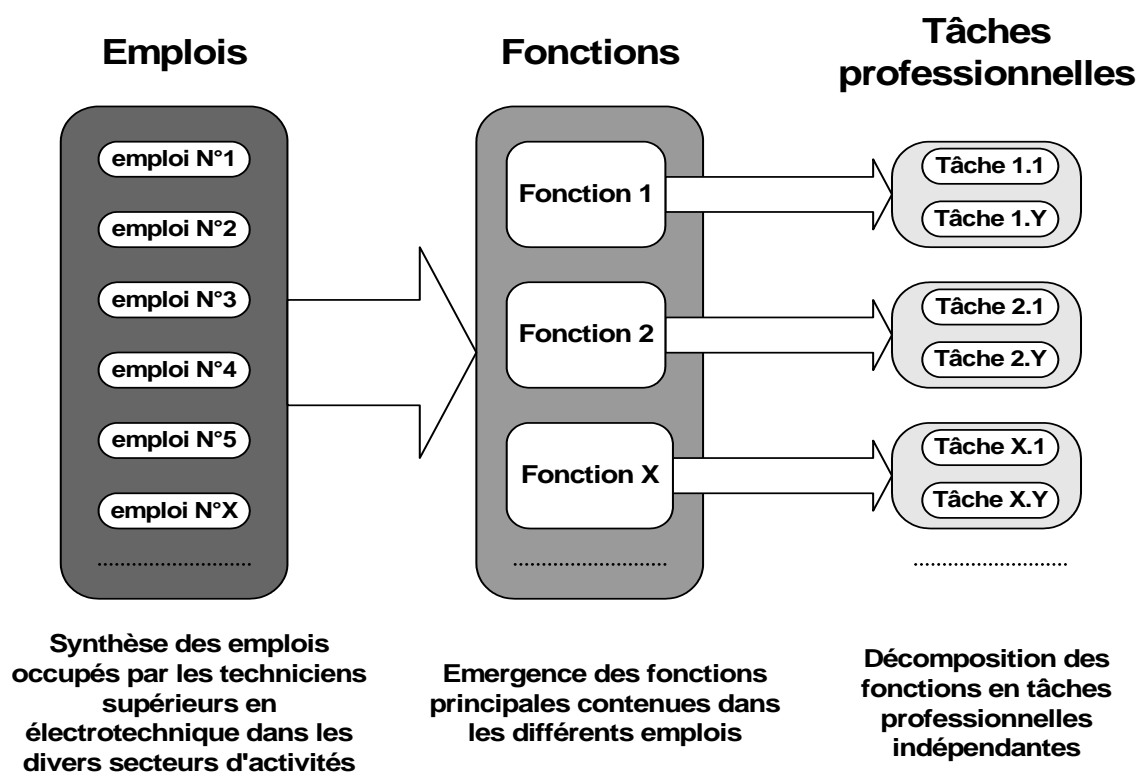 Emplois
emploi N°1
emploi N°2
emploi N°3
emploi N°4
emploi N°5
emploi N°X
..............................
Synthèse des emplois
occupés par les techniciens
supérieurs en
électrotechnique dans les
divers secteurs d'activités
Fonctions
Fonction 1
Fonction 2
Fonction X
..............................
Emergence des fonctions
principales contenues dans
les différents emplois
Tâches
professionnelles
Tâche 1.1
Tâche 1.Y
Tâche 2.1
Tâche 2.Y
Tâche X.1
Tâche X.Y
..............................
Décomposition des
fonctions en tâches
professionnelles
indépendantes